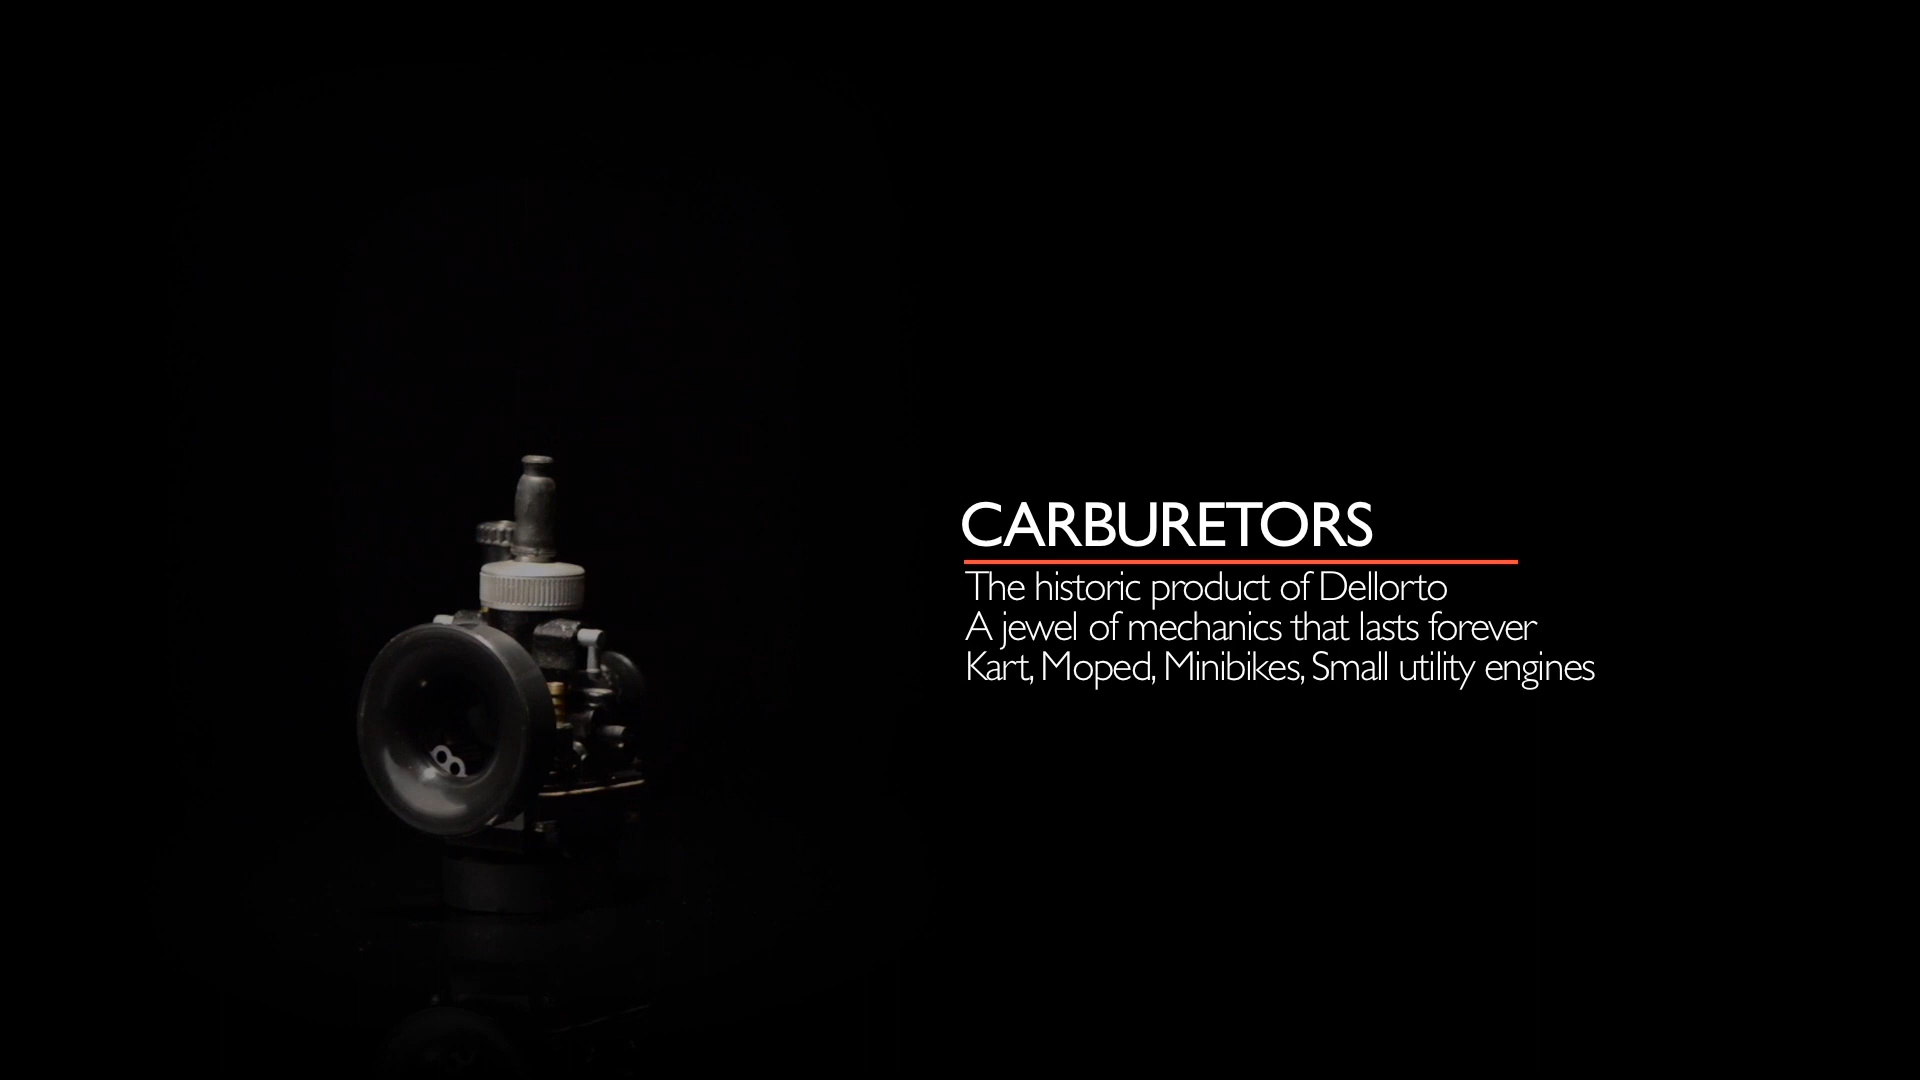 CARBURETORS
The historic product of Dellorto
A jewel of mechanics that lasts forever
Kart, Moped, Minibikes, Small utility engines